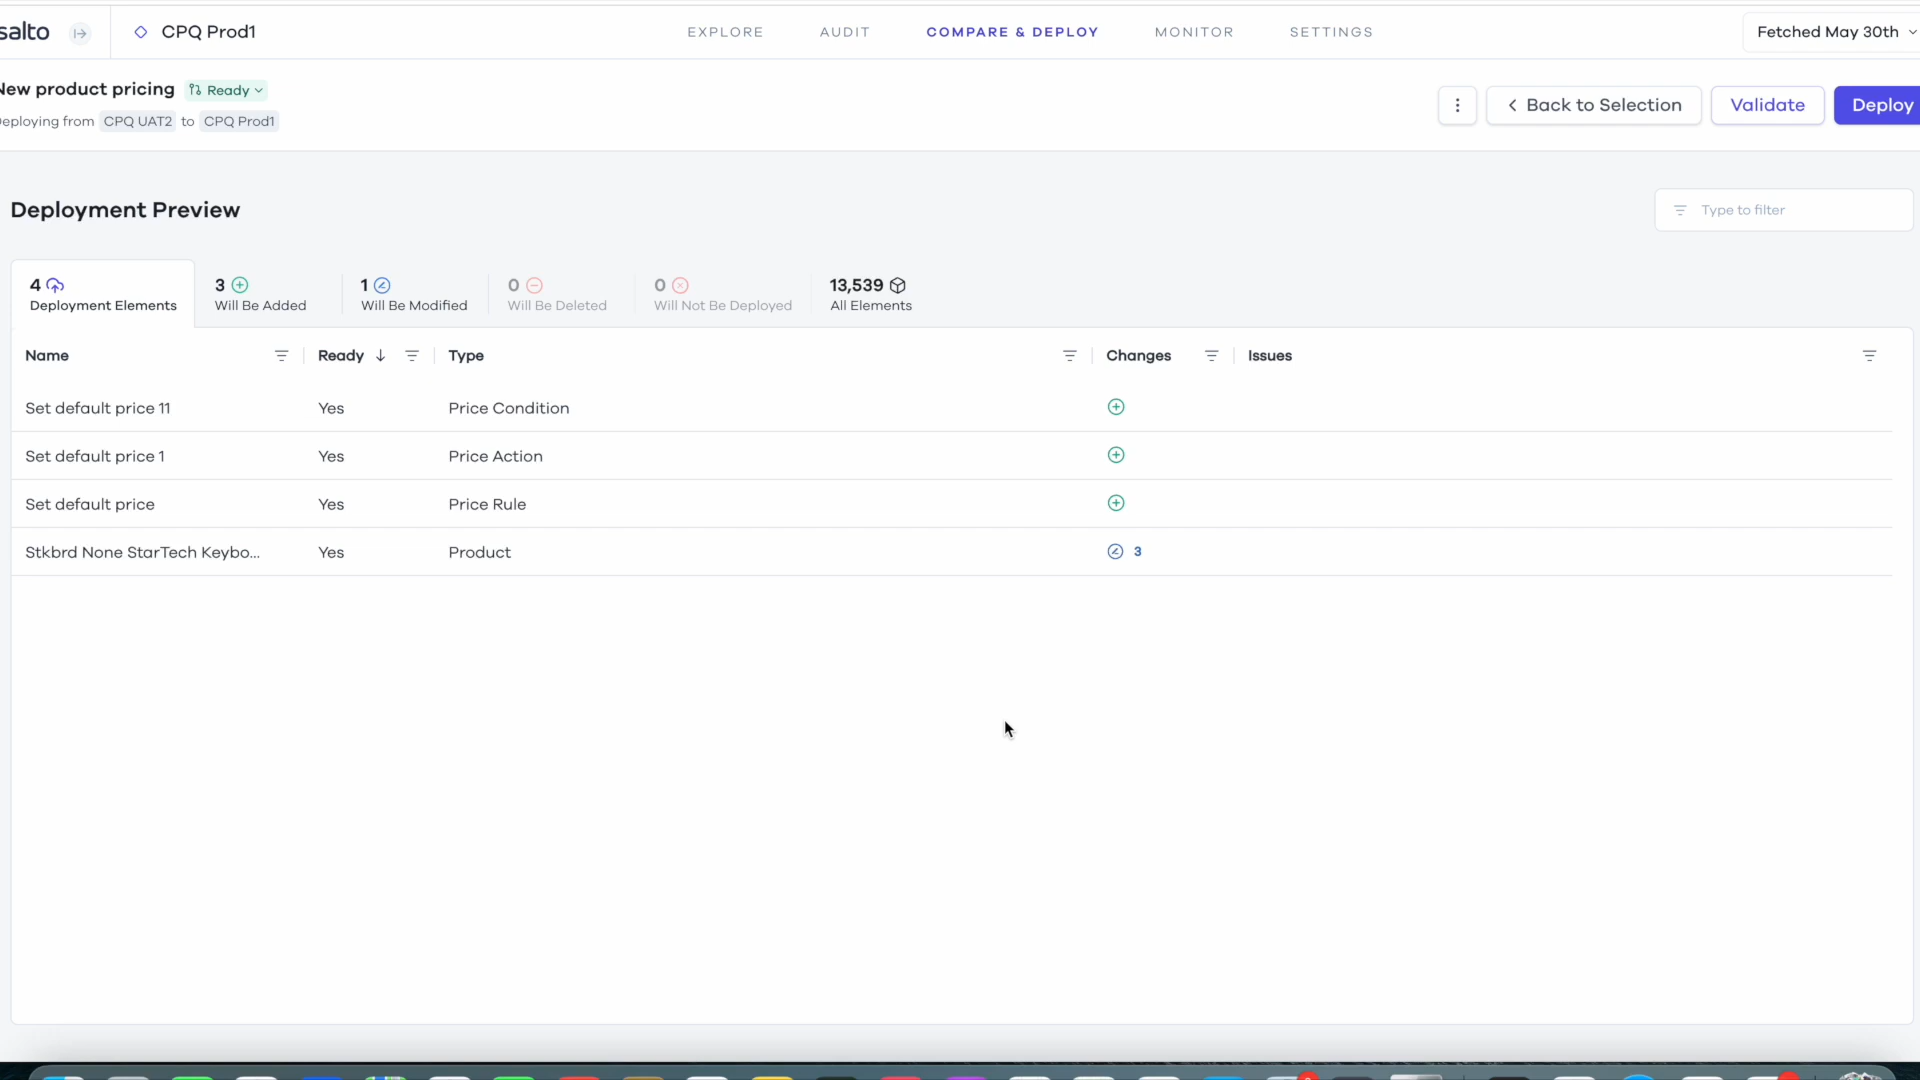 salto
CPQ Prod1
EXPLORE
AUDIT
COMPARE & DEPLOY
MONITOR
SETTINGS
Fetched May 30th
New product pricing
Ready
Deploying from CPQ UAT2 to CPQ Prod1
Back to Selection
Validate
Deploy
Deployment Preview
Type to filter
4
Deployment Elements
3
Will Be Added
1
Will Be Modified
0
Will Be Deleted
0
Will Not Be Deployed
13,539
All Elements
Name Ready Type Changes Issues
Set default price 11 Yes Price Condition
Set default price 1 Yes Price Action
Set default price Yes Price Rule
Stkbrd None StarTech Keybo... Yes Product 3